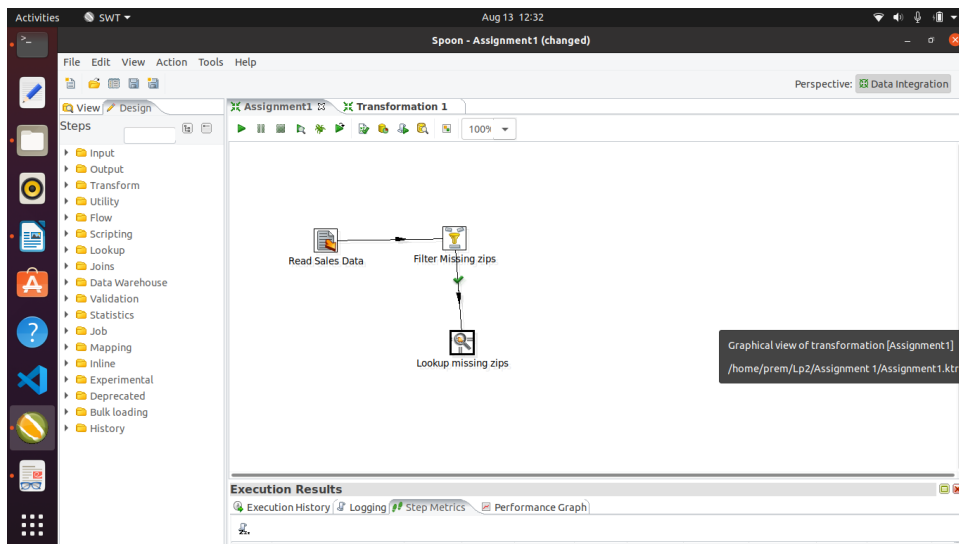 Activities SWT Aug 13 12:32
Spoon - Assignment1 (changed)
File Edit View Action Tools Help
Perspective: Data Integration
View Design
Assignment1 Transformation 1
Steps
100%
Input
Output
Transform
Utility
Flow
Scripting
Lookup
Joins
Data Warehouse
Validation
Statistics
Job
Mapping
Inline
Experimental
Deprecated
Bulk loading
History
Read Sales Data
Filter Missing zips
Lookup missing zips
Graphical view of transformation [Assignment1]
/home/prem/Lp2/Assignment 1/Assignment1.ktr
Execution Results
Execution History Logging Step Metrics Performance Graph